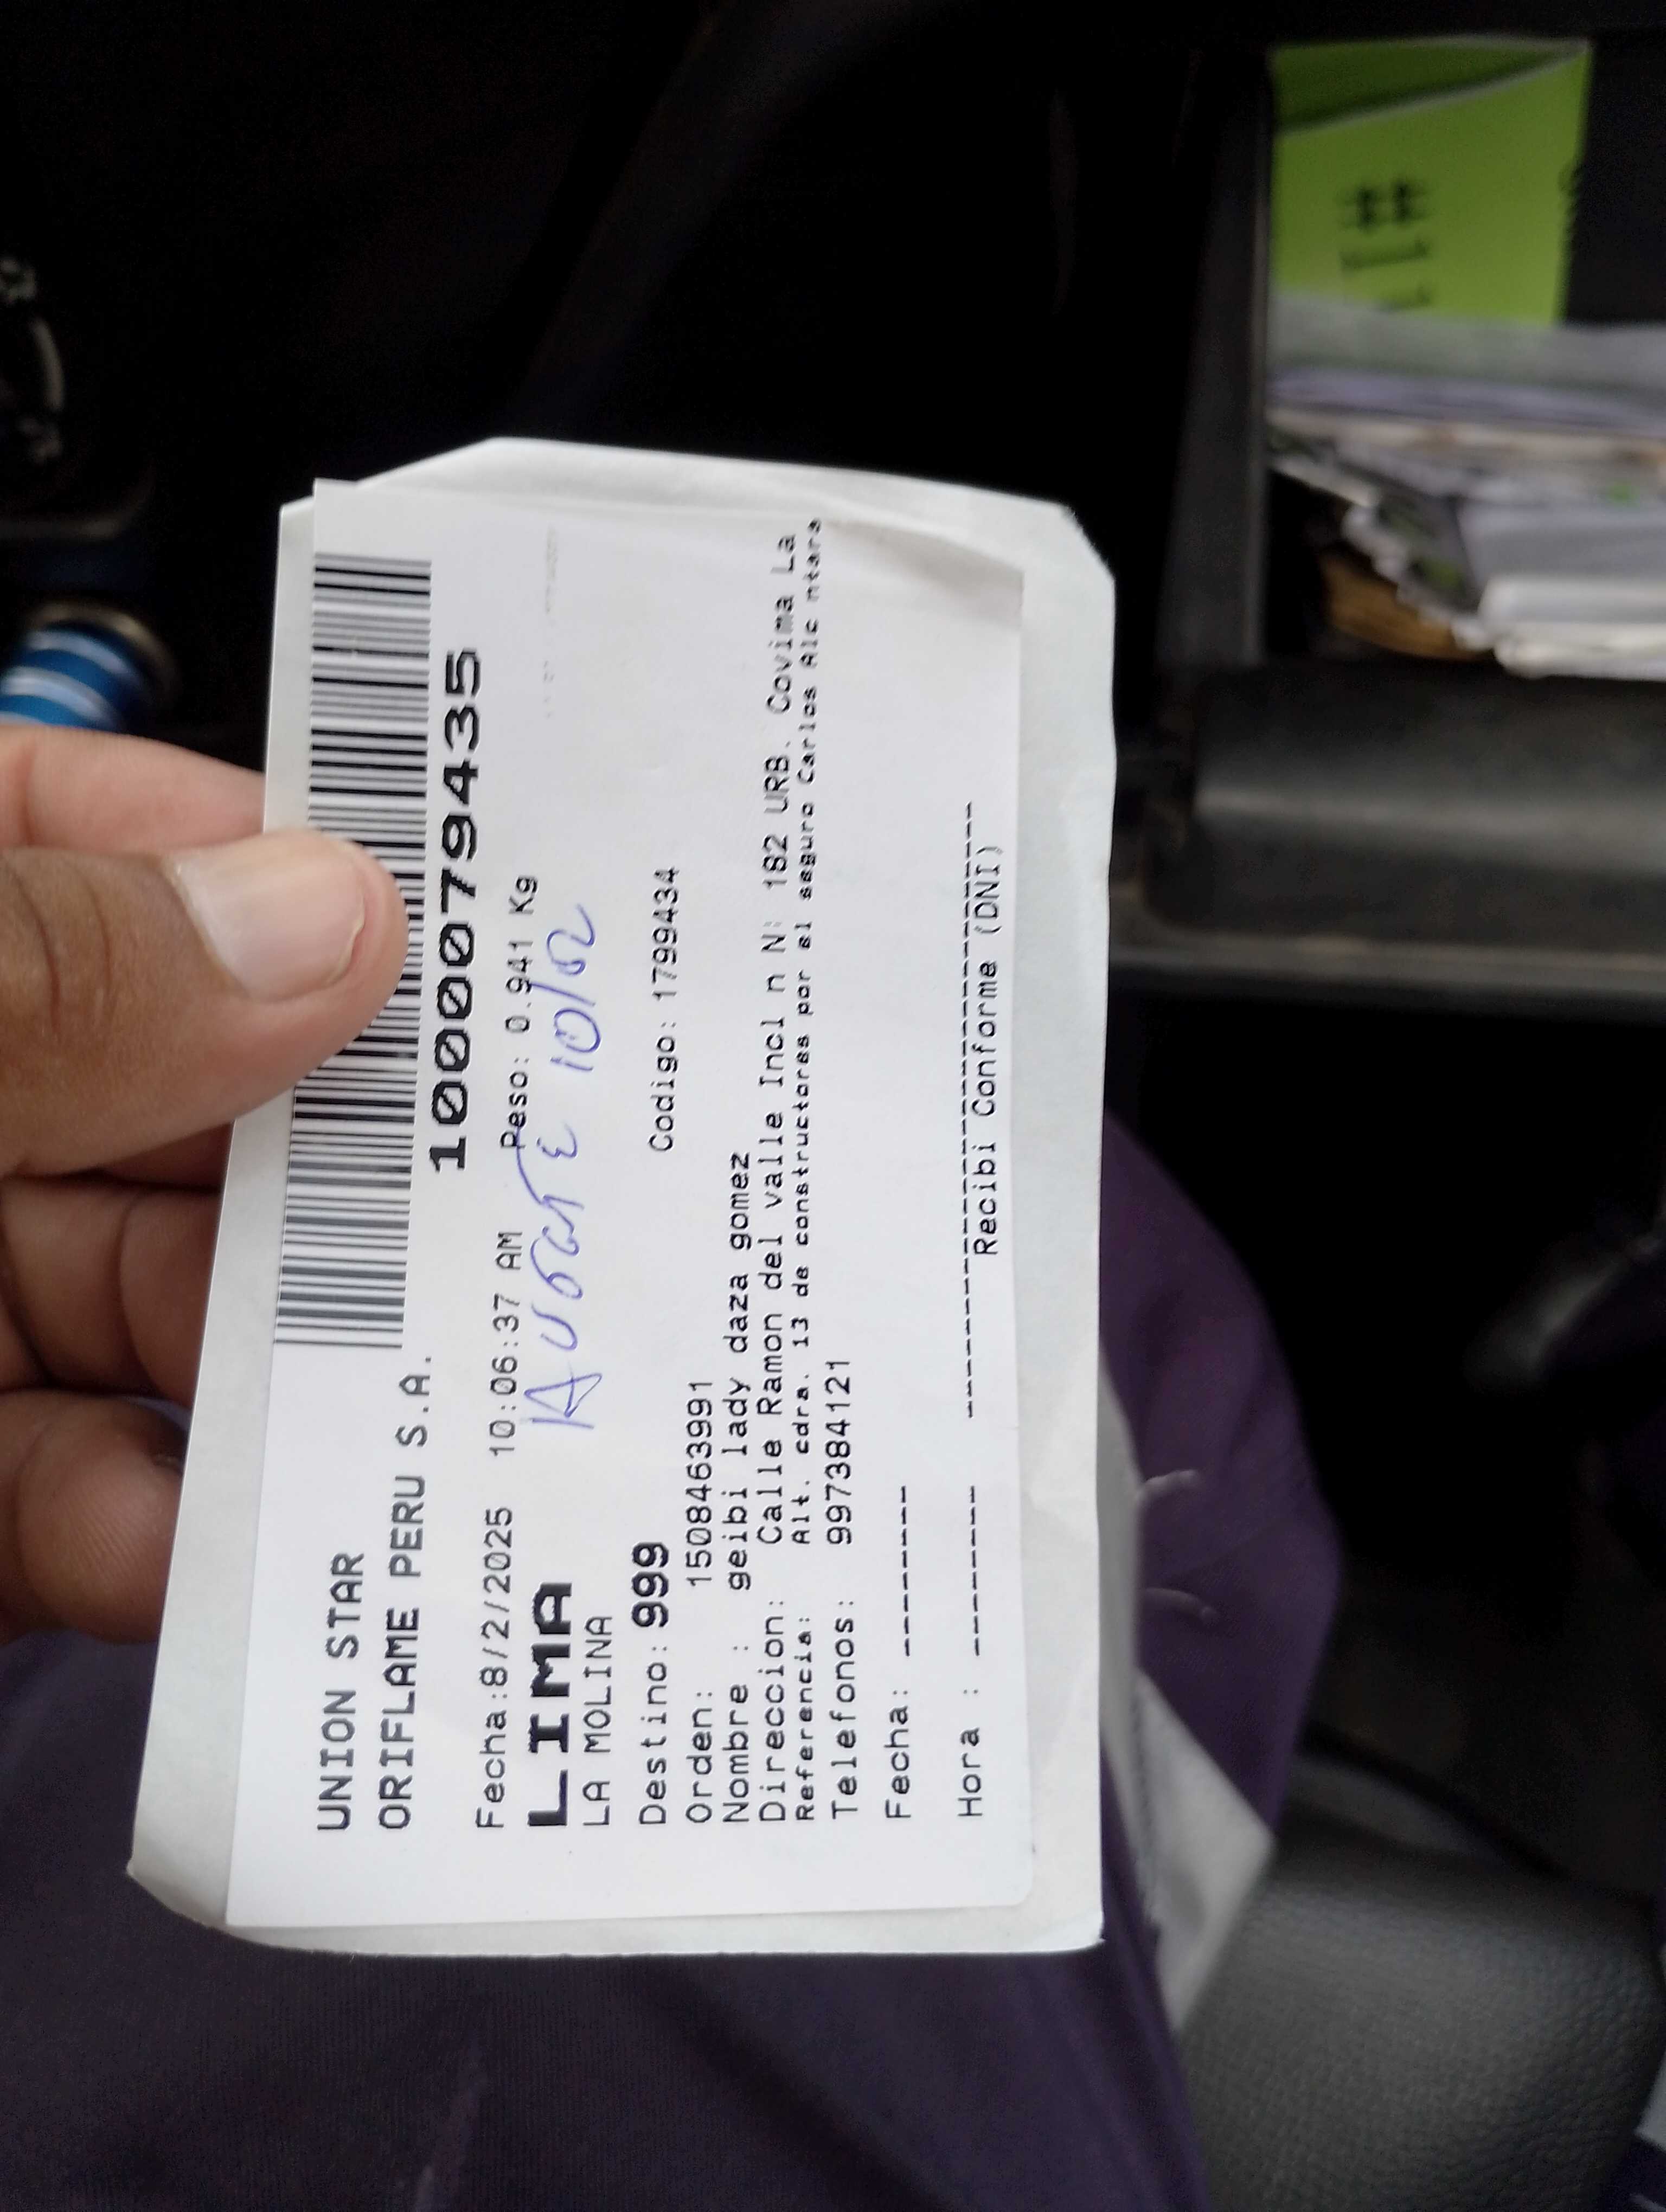 UNION STAR
ORIFLAME PERU S.A.
1000079435
Fecha:8/2/2025 10:06:37 AM Peso: 0.941 Kg
LIMA
AUSENTE 10/02
LA MOLINA
Destino: 999 Codigo: 1799434
Orden: 1508463991
Nombre : geibi lady daza gomez
Direccion: Calle Ramon del valle Incl n N: 182 URB. Covima La
Referencia: Alt. cdra. 13 de constructores por el seguro Carlos Alc ntara
Telefonos: 997384121
Fecha: --------
Hora : --------
Recibi Conforme (DNI)